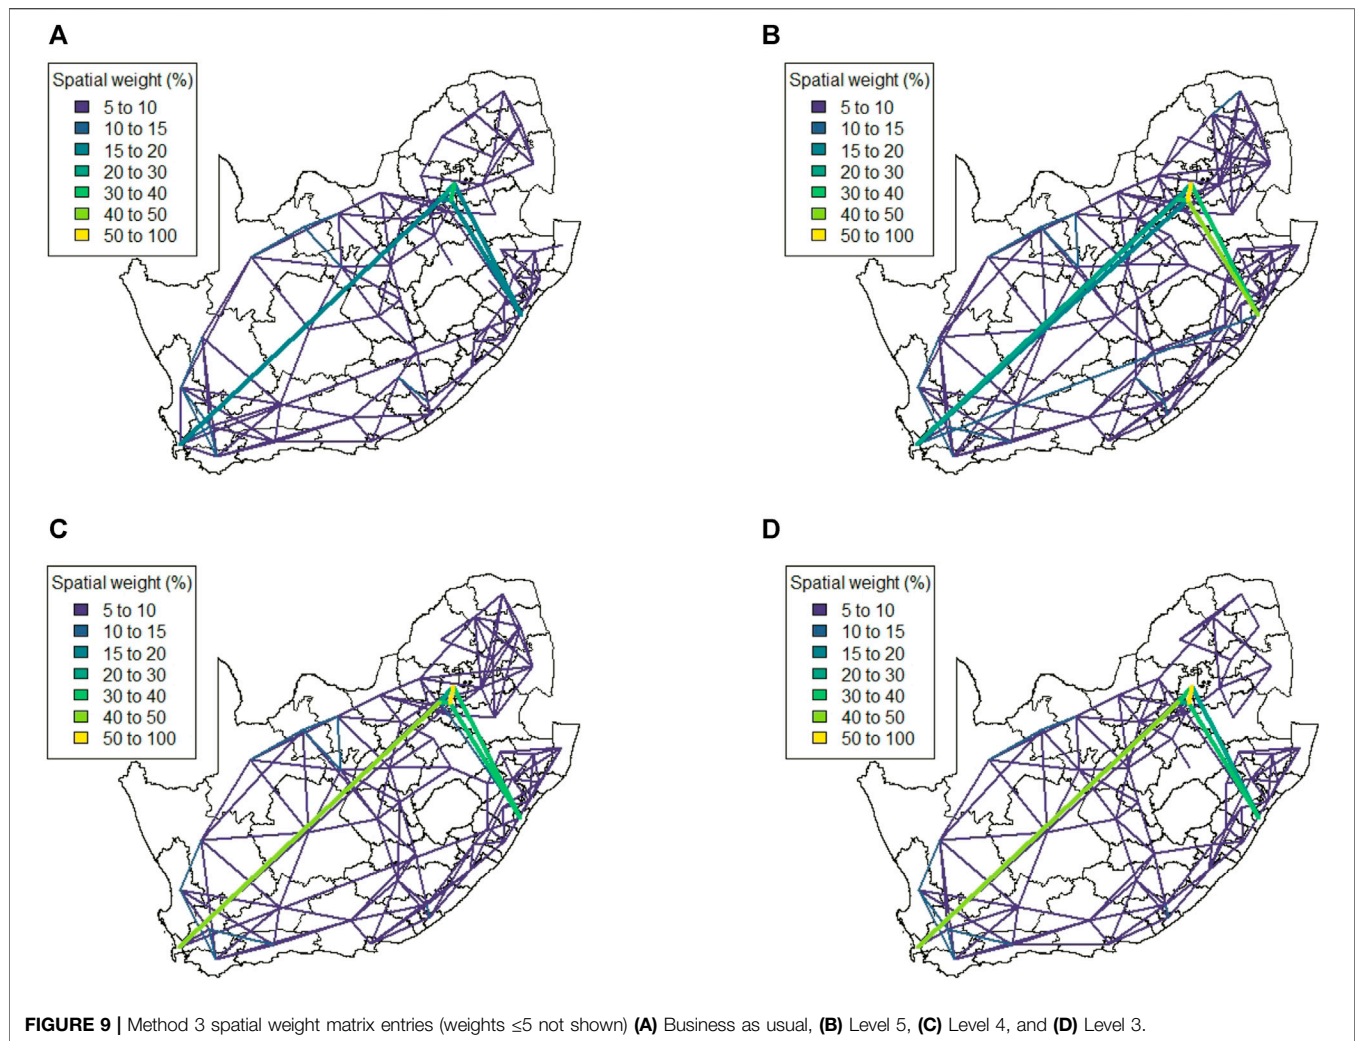 A
Spatial weight (%)
5 to 10
10 to 15
15 to 20
20 to 30
30 to 40
40 to 50
50 to 100
B
Spatial weight (%)
5 to 10
10 to 15
15 to 20
20 to 30
30 to 40
40 to 50
50 to 100
C
Spatial weight (%)
5 to 10
10 to 15
15 to 20
20 to 30
30 to 40
40 to 50
50 to 100
D
Spatial weight (%)
5 to 10
10 to 15
15 to 20
20 to 30
30 to 40
40 to 50
50 to 100
FIGURE 9 | Method 3 spatial weight matrix entries (weights ≤5 not shown) (A) Business as usual, (B) Level 5, (C) Level 4, and (D) Level 3.